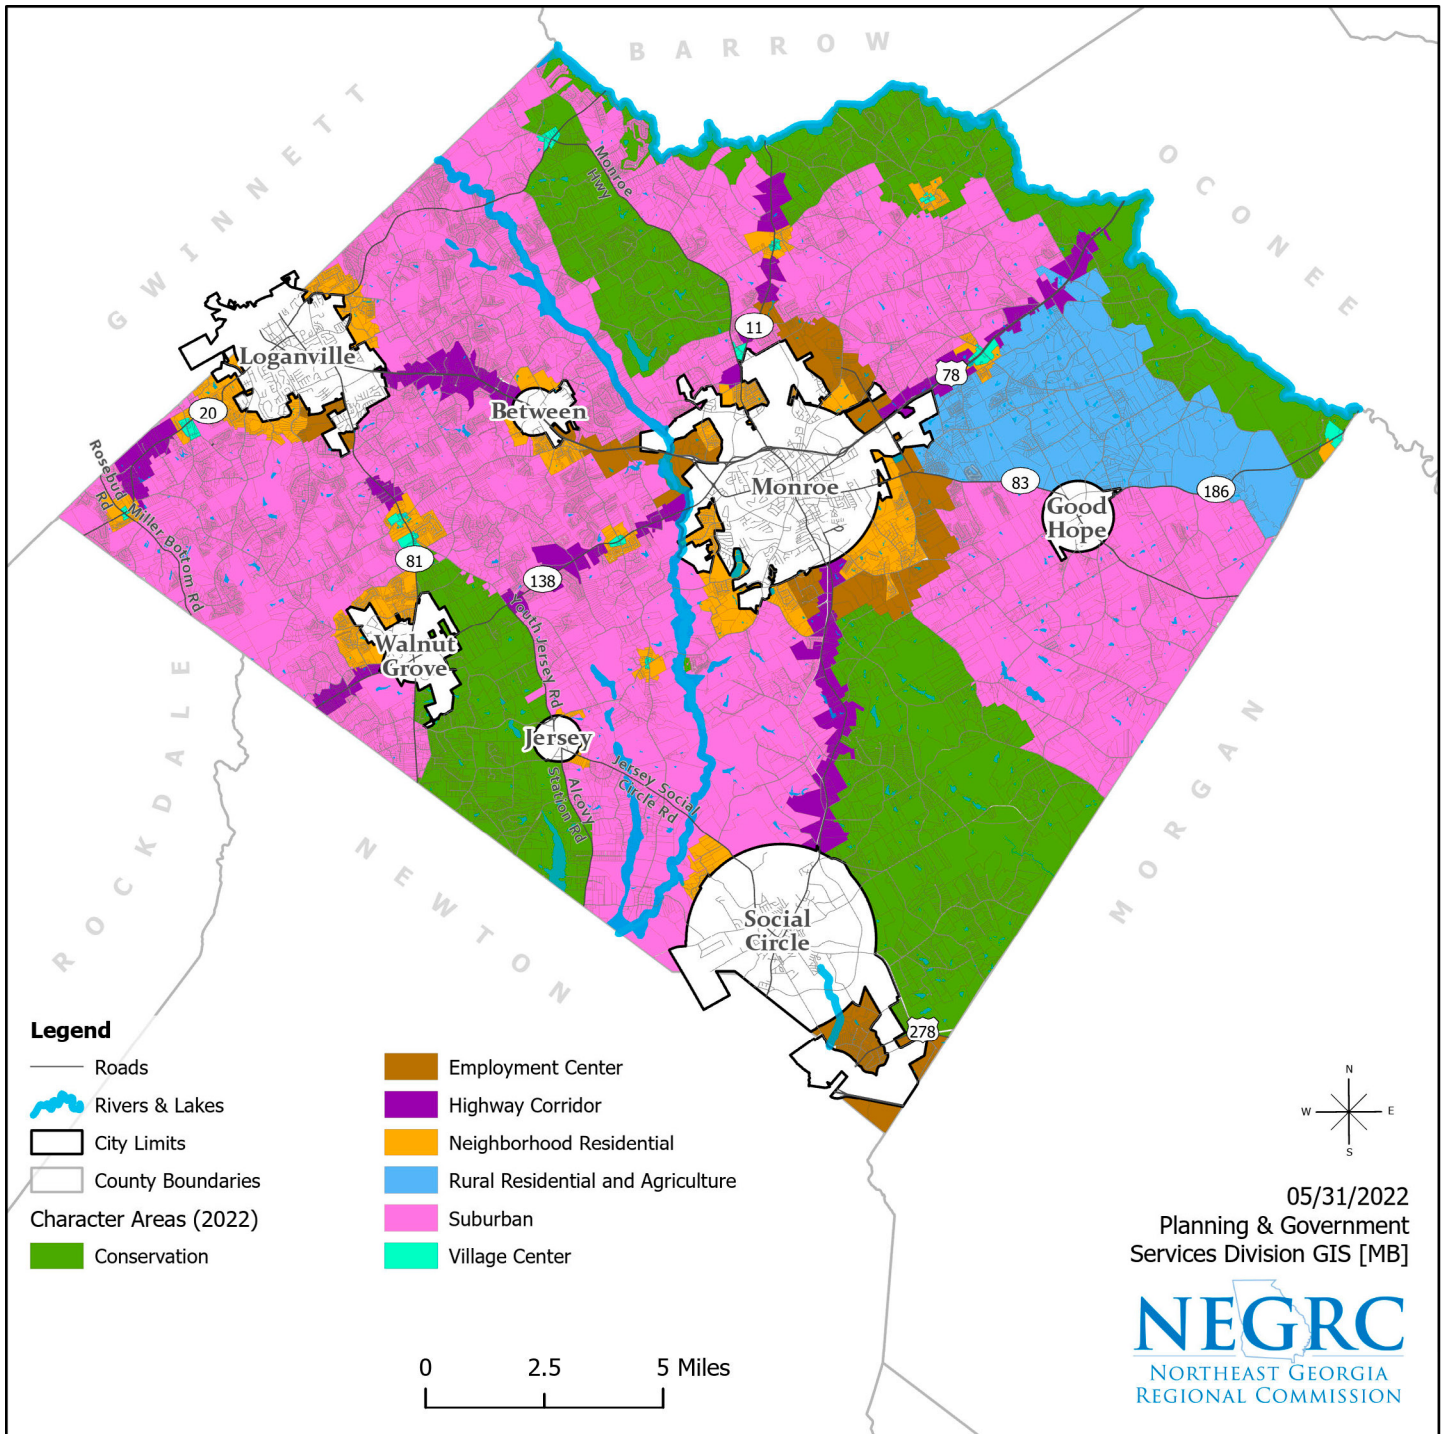 BARROW
GWINNETT
OCONEE
Monroe
Hwy
11
Loganville
Between
78
20
Rosebud
Rd
Miller Bottom Rd
Monroe
83
186
Good
Hope
81
138
Youth Jersey Rd
Walnut
Grove
Jersey
Jersey Social
Circle Rd
Alcovy
Station Rd
ROCKDALE
NEWTON
MORGAN
Social
Circle
278
Legend
Roads
Rivers & Lakes
City Limits
County Boundaries
Character Areas (2022)
Conservation
Employment Center
Highway Corridor
Neighborhood Residential
Rural Residential and Agriculture
Suburban
Village Center
0 2.5 5 Miles
N
W E
S
05/31/2022
Planning & Government
Services Division GIS [MB]
NEGRC
NORTHEAST GEORGIA
REGIONAL COMMISSION